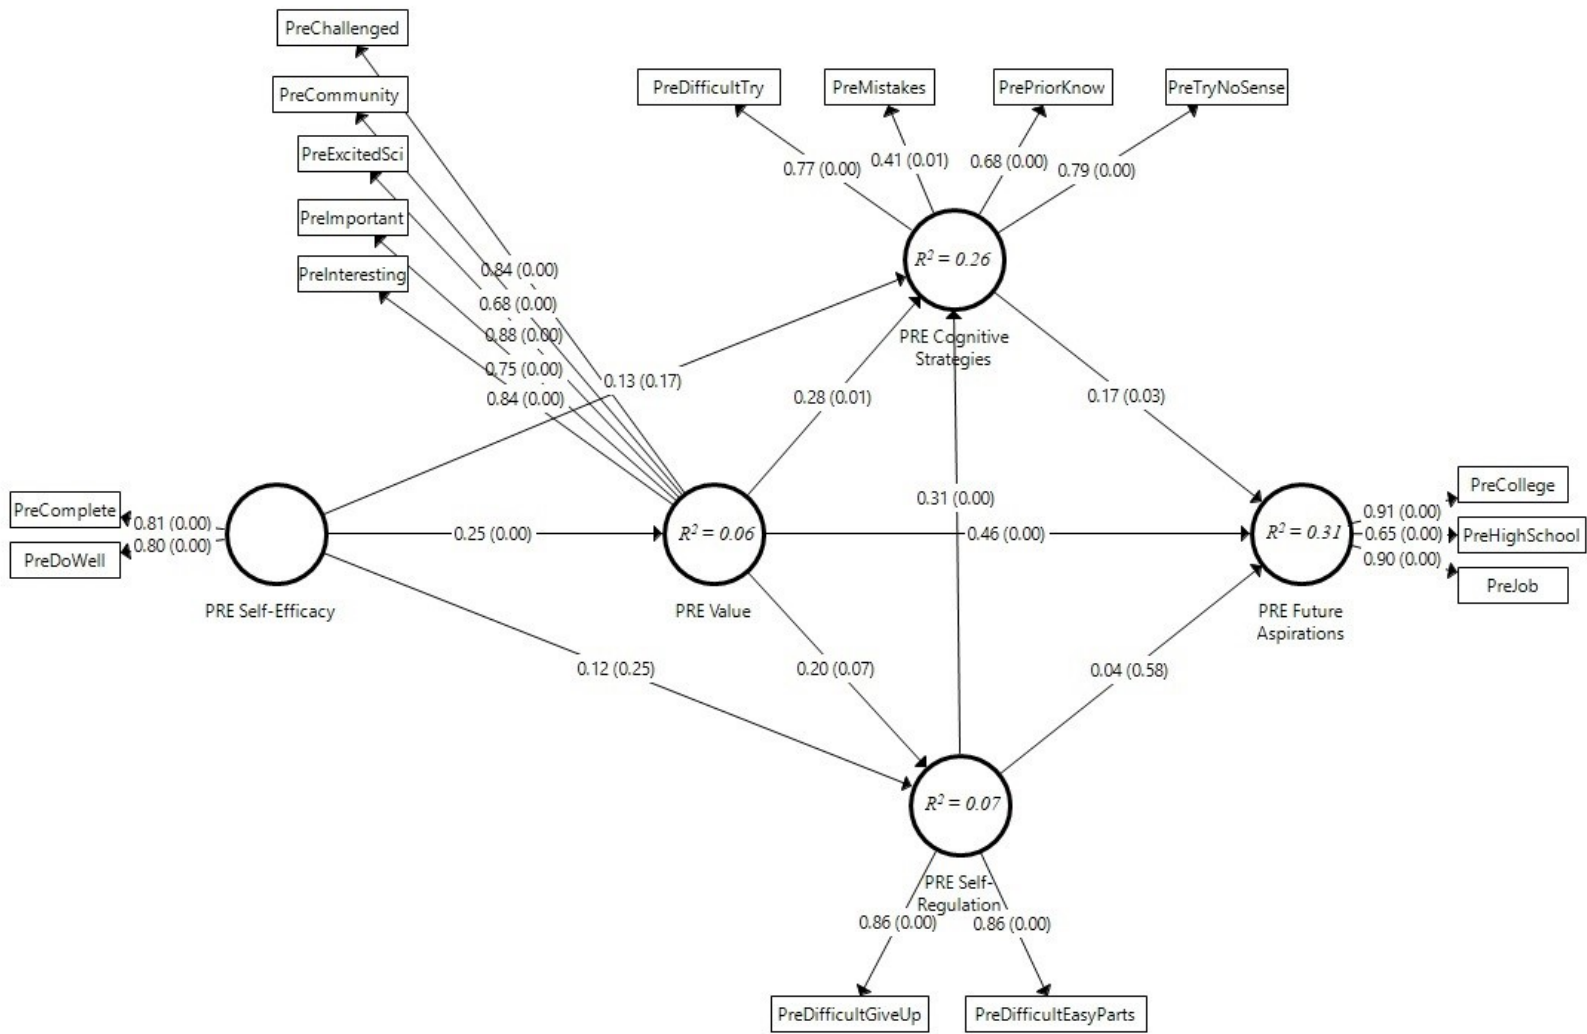 PreChallenged
PreCommunity
PreExcitedSci
PreImportant
PreInteresting
PreDifficultTry
PreMistakes
PrePriorKnow
PreTryNoSense
0.77 (0.00)
0.41 (0.01)
0.68 (0.00)
0.79 (0.00)
R² = 0.26
PRE Cognitive
Strategies
0.84 (0.00)
0.68 (0.00)
0.88 (0.00)
0.75 (0.00)
0.84 (0.00)
0.13 (0.17)
0.28 (0.01)
0.17 (0.03)
PreComplete
PreDoWell
0.81 (0.00)
0.80 (0.00)
PRE Self-Efficacy
0.25 (0.00)
R² = 0.06
PRE Value
0.31 (0.00)
0.46 (0.00)
R² = 0.31
PRE Future
Aspirations
0.91 (0.00)
0.65 (0.00)
0.90 (0.00)
PreCollege
PreHighSchool
PreJob
0.12 (0.25)
0.20 (0.07)
0.04 (0.58)
R² = 0.07
PRE Self-
Regulation
0.86 (0.00)
0.86 (0.00)
PreDifficultGiveUp
PreDifficultEasyParts